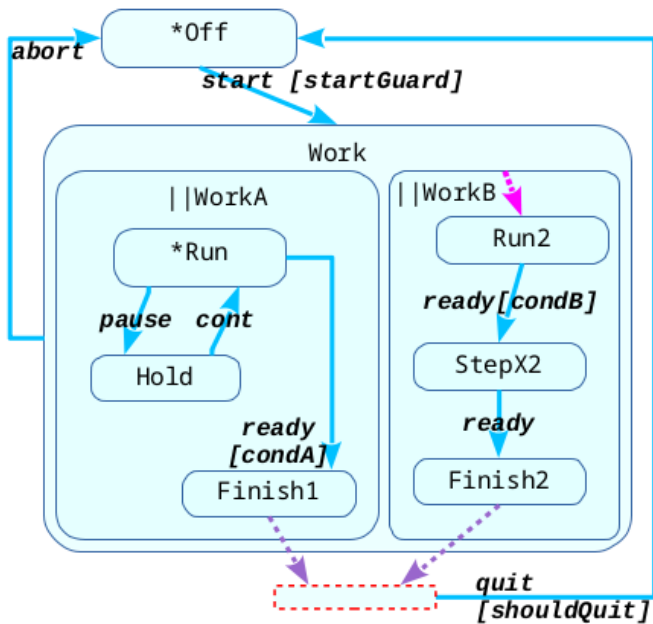 *Off
abort
start [startGuard]
Work
||WorkA
||WorkB
*Run
Run2
pause cont
ready[condB]
Hold
StepX2
ready
[condA]
ready
Finish1
Finish2
quit
[shouldQuit]